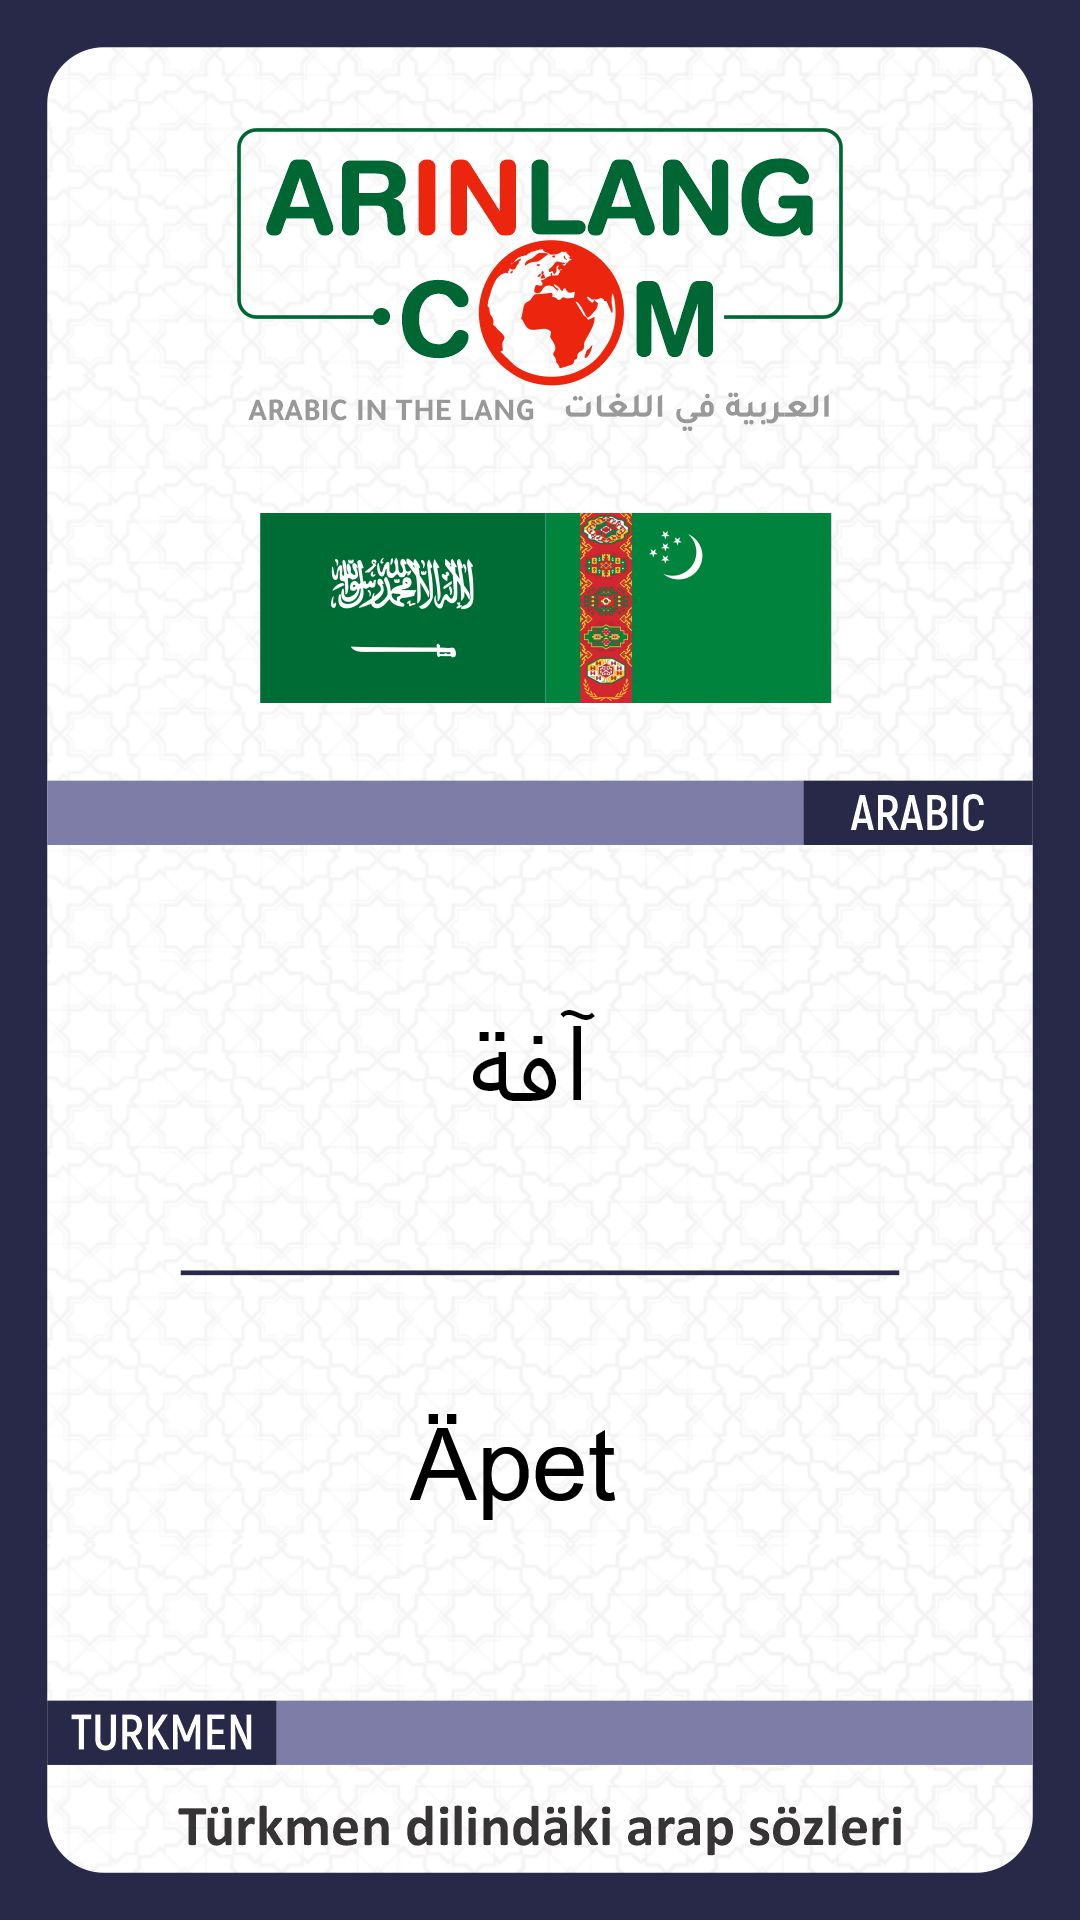 ARINLANG
.COM
ARABIC IN THE LANG العربية في اللغات
لا إله إلا الله محمد رسول الله
ARABIC
آفة
Äpet
TURKMEN
Türkmen dilindäki arap sözleri